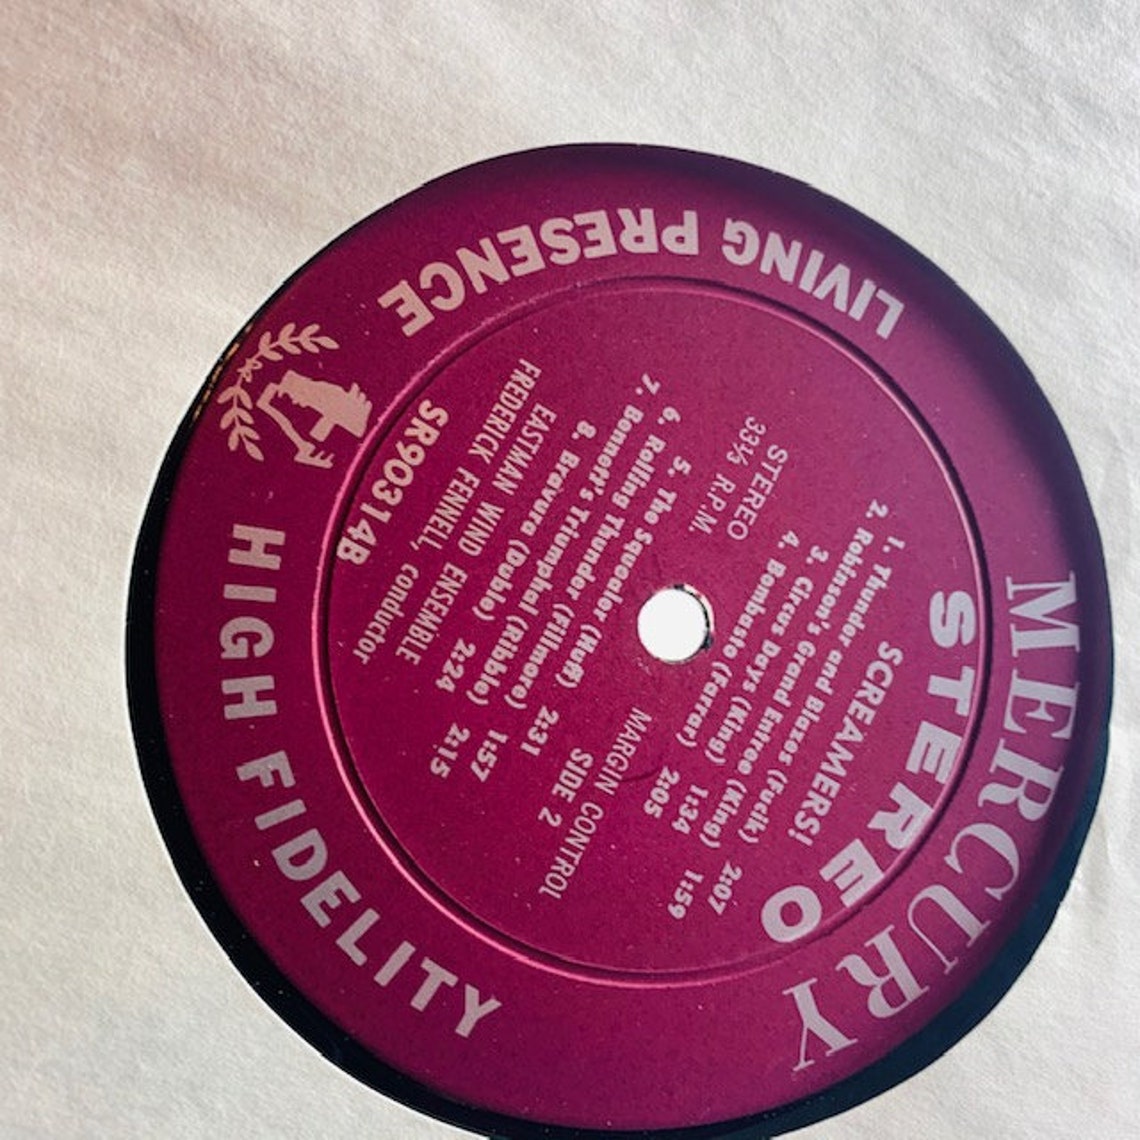 MERCURY
STEREO
LIVING PRESENCE
HIGH FIDELITY
SCREAMERS!
1. Thunder and Blazes (Fucik) 2:07
2. Robinson's Grand Entree (King) 1:59
3. Circus Days (King) 1:34
4. Bombasto (Farrar) 2:05
STEREO
33⅓ R.P.M.
MARGIN CONTROL
SIDE 2
5. The Squealer (Huff) 2:31
6. Rolling Thunder (Fillmore) 1:57
7. Bennett's Triumphal (Ribble) 2:15
8. Bravura (Duble) 2:24
EASTMAN WIND ENSEMBLE
FREDERICK FENNELL, conductor
SR90314B